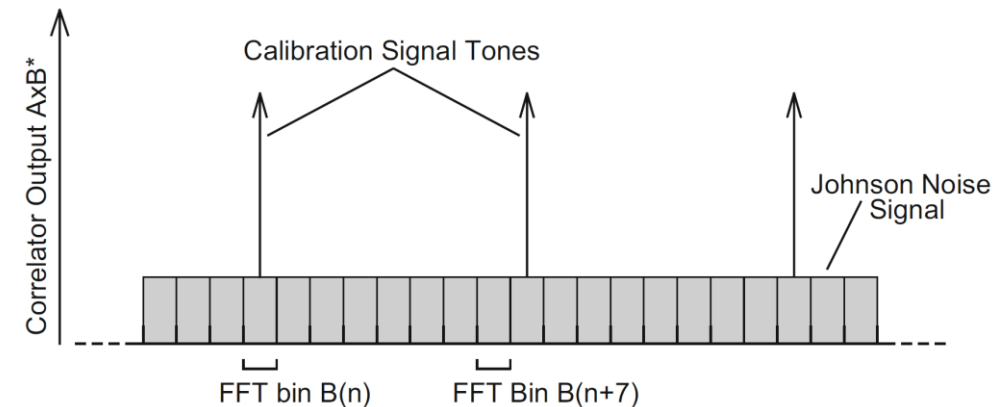 Calibration Signal Tones
Correlator Output AxB*
Johnson Noise
Signal
FFT bin B(n)
FFT Bin B(n+7)